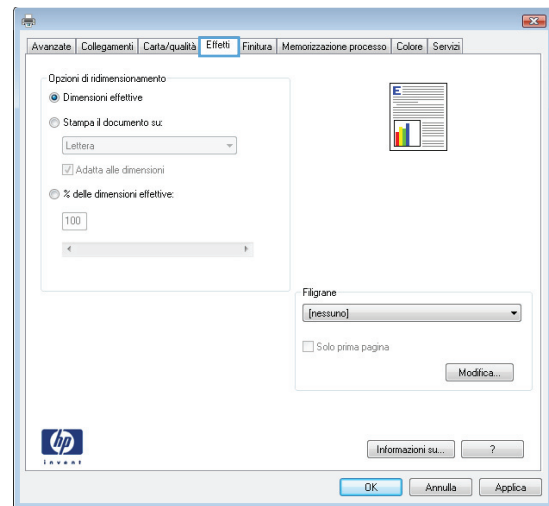 Avanzate Collegamenti Carta/qualità Effetti Finitura Memorizzazione processo Colore Servizi
Opzioni di ridimensionamento
Dimensioni effettive
Stampa il documento su:
Lettera
Adatta alle dimensioni
% delle dimensioni effettive:
100
E
Filigrane
[nessuno]
Solo prima pagina
Modifica...
hp
invent
Informazioni su... ?
OK Annulla Applica